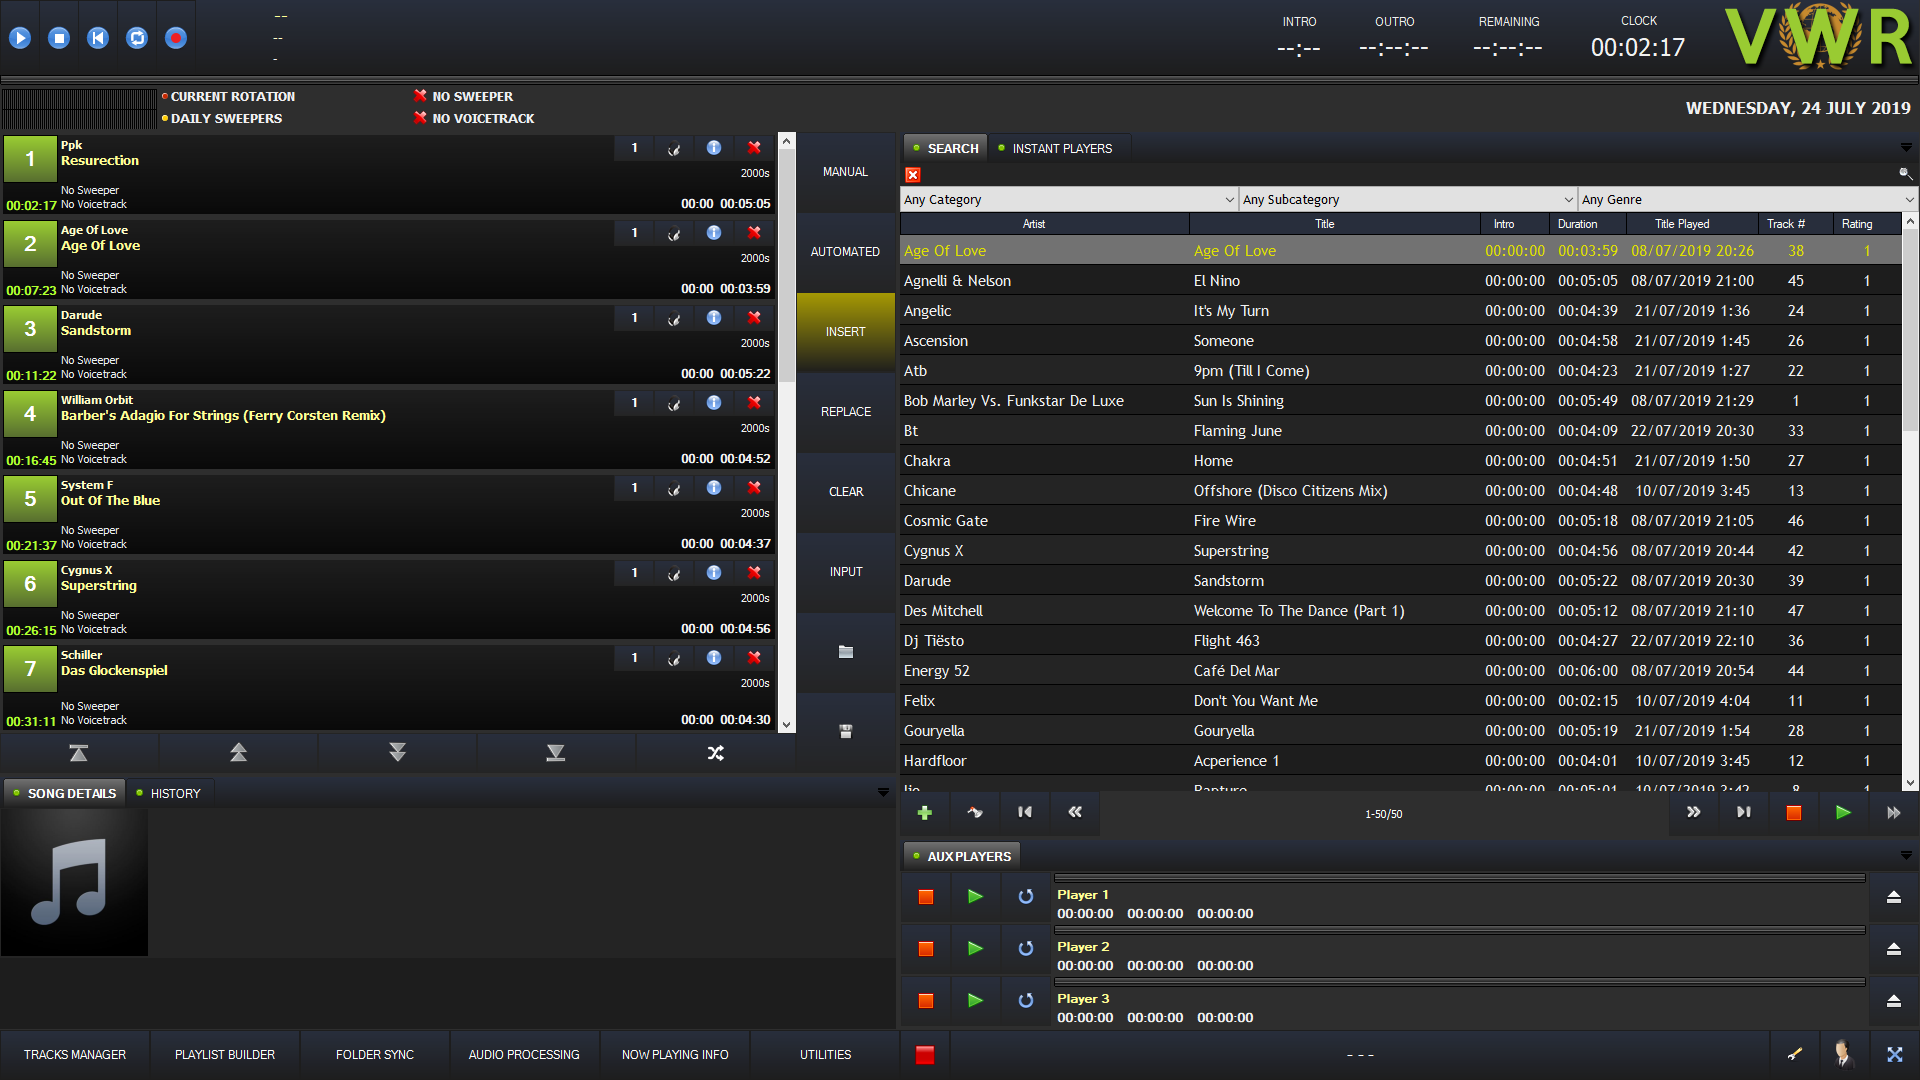 --
--
-
INTRO
--:--
OUTRO
--:--:--
REMAINING
--:--:--
CLOCK
00:02:17
VWR
CURRENT ROTATION
DAILY SWEEPERS
NO SWEEPER
NO VOICETRACK
WEDNESDAY, 24 JULY 2019
1 Ppk 1
Resurection
2000s
No Sweeper
00:02:17 No Voicetrack 00:00 00:05:05
2 Age Of Love 1
Age Of Love
2000s
No Sweeper
00:07:23 No Voicetrack 00:00 00:03:59
3 Darude 1
Sandstorm
2000s
No Sweeper
00:11:22 No Voicetrack 00:00 00:05:22
4 William Orbit 1
Barber's Adagio For Strings (Ferry Corsten Remix)
2000s
No Sweeper
00:16:45 No Voicetrack 00:00 00:04:52
5 System F 1
Out Of The Blue
2000s
No Sweeper
00:21:37 No Voicetrack 00:00 00:04:37
6 Cygnus X 1
Superstring
2000s
No Sweeper
00:26:15 No Voicetrack 00:00 00:04:56
7 Schiller 1
Das Glockenspiel
2000s
No Sweeper
00:31:11 No Voicetrack 00:00 00:04:30
MANUAL
AUTOMATED
INSERT
REPLACE
CLEAR
INPUT
SEARCH INSTANT PLAYERS
Any Category Any Subcategory Any Genre
Artist Title Intro Duration Title Played Track # Rating
Age Of Love Age Of Love 00:00:00 00:03:59 08/07/2019 20:26 38 1
Agnelli & Nelson El Nino 00:00:00 00:05:05 08/07/2019 21:00 45 1
Angelic It's My Turn 00:00:00 00:04:39 21/07/2019 1:36 24 1
Ascension Someone 00:00:00 00:04:58 21/07/2019 1:45 26 1
Atb 9pm (Till I Come) 00:00:00 00:04:23 21/07/2019 1:27 22 1
Bob Marley Vs. Funkstar De Luxe Sun Is Shining 00:00:00 00:05:49 08/07/2019 21:29 1 1
Bt Flaming June 00:00:00 00:04:09 22/07/2019 20:30 33 1
Chakra Home 00:00:00 00:04:51 21/07/2019 1:50 27 1
Chicane Offshore (Disco Citizens Mix) 00:00:00 00:04:48 10/07/2019 3:45 13 1
Cosmic Gate Fire Wire 00:00:00 00:05:18 08/07/2019 21:05 46 1
Cygnus X Superstring 00:00:00 00:04:56 08/07/2019 20:44 42 1
Darude Sandstorm 00:00:00 00:05:22 08/07/2019 20:30 39 1
Des Mitchell Welcome To The Dance (Part 1) 00:00:00 00:05:12 08/07/2019 21:10 47 1
Dj Tiësto Flight 463 00:00:00 00:04:27 22/07/2019 22:10 36 1
Energy 52 Café Del Mar 00:00:00 00:06:00 08/07/2019 20:54 44 1
Felix Don't You Want Me 00:00:00 00:02:15 10/07/2019 4:04 11 1
Gouryella Gouryella 00:00:00 00:05:19 21/07/2019 1:54 28 1
Hardfloor Acperience 1 00:00:00 00:04:01 10/07/2019 3:45 12 1
Iio Rapture 00:00:00 00:05:01 10/07/2019 3:42 8 1
1-50/50
SONG DETAILS HISTORY
AUX PLAYERS
Player 1
00:00:00 00:00:00 00:00:00
Player 2
00:00:00 00:00:00 00:00:00
Player 3
00:00:00 00:00:00 00:00:00
TRACKS MANAGER PLAYLIST BUILDER FOLDER SYNC AUDIO PROCESSING NOW PLAYING INFO UTILITIES - - -